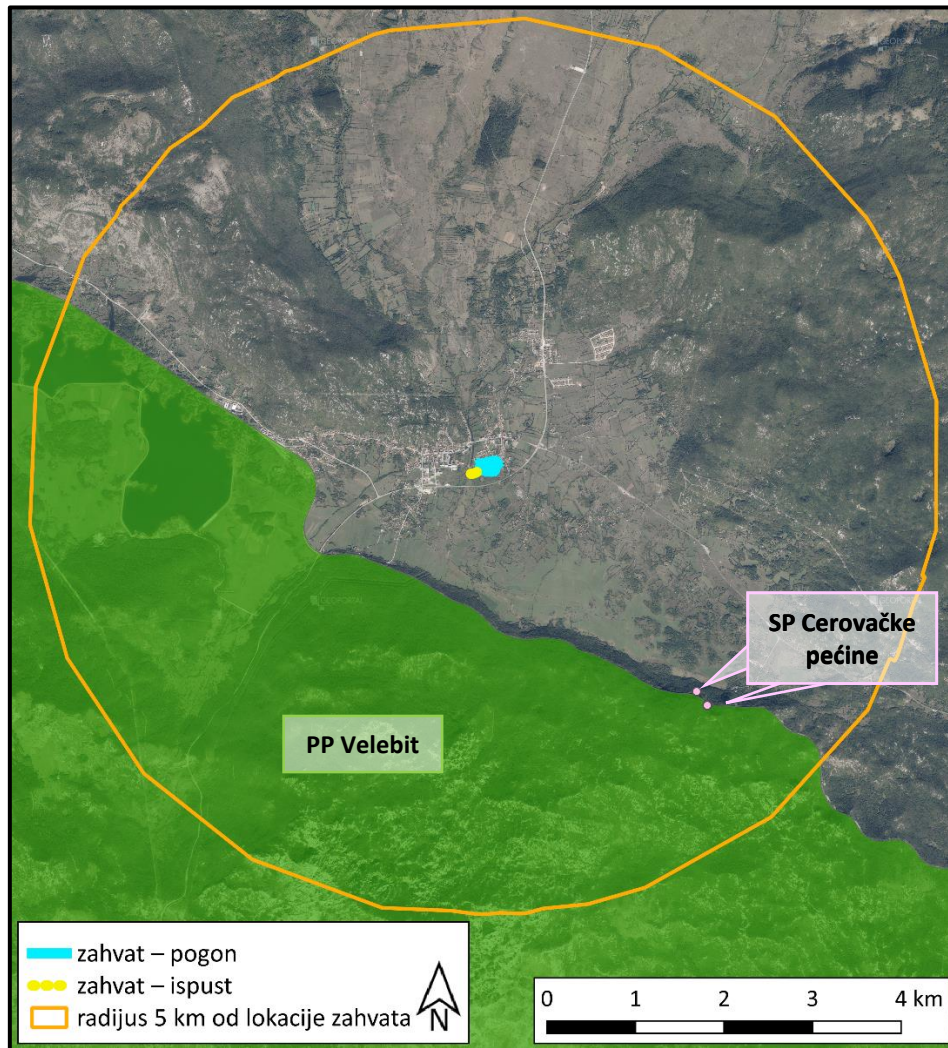 SP Cerovačke
pećine
PP Velebit
zahvat – pogon
zahvat – ispust
radijus 5 km od lokacije zahvata
N
0 1 2 3 4 km